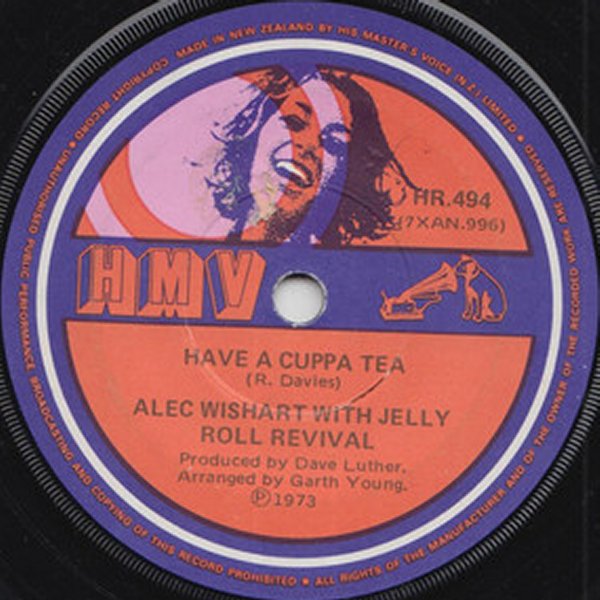 COPYRIGHT RECORD • MADE IN NEW ZEALAND BY HIS MASTER'S VOICE (N.Z.) LIMITED •
HR.494
(7XAN.996)
HMV
HAVE A CUPPA TEA
(R. Davies)
ALEC WISHART WITH JELLY
ROLL REVIVAL
Produced by Dave Luther.
Arranged by Garth Young.
Ⓟ1973
UNAUTHORISED PUBLIC PERFORMANCE, BROADCASTING AND COPYING OF THIS RECORD PROHIBITED • ALL RIGHTS OF THE MANUFACTURER AND OF THE OWNER OF THE RECORDED WORK ARE RESERVED •